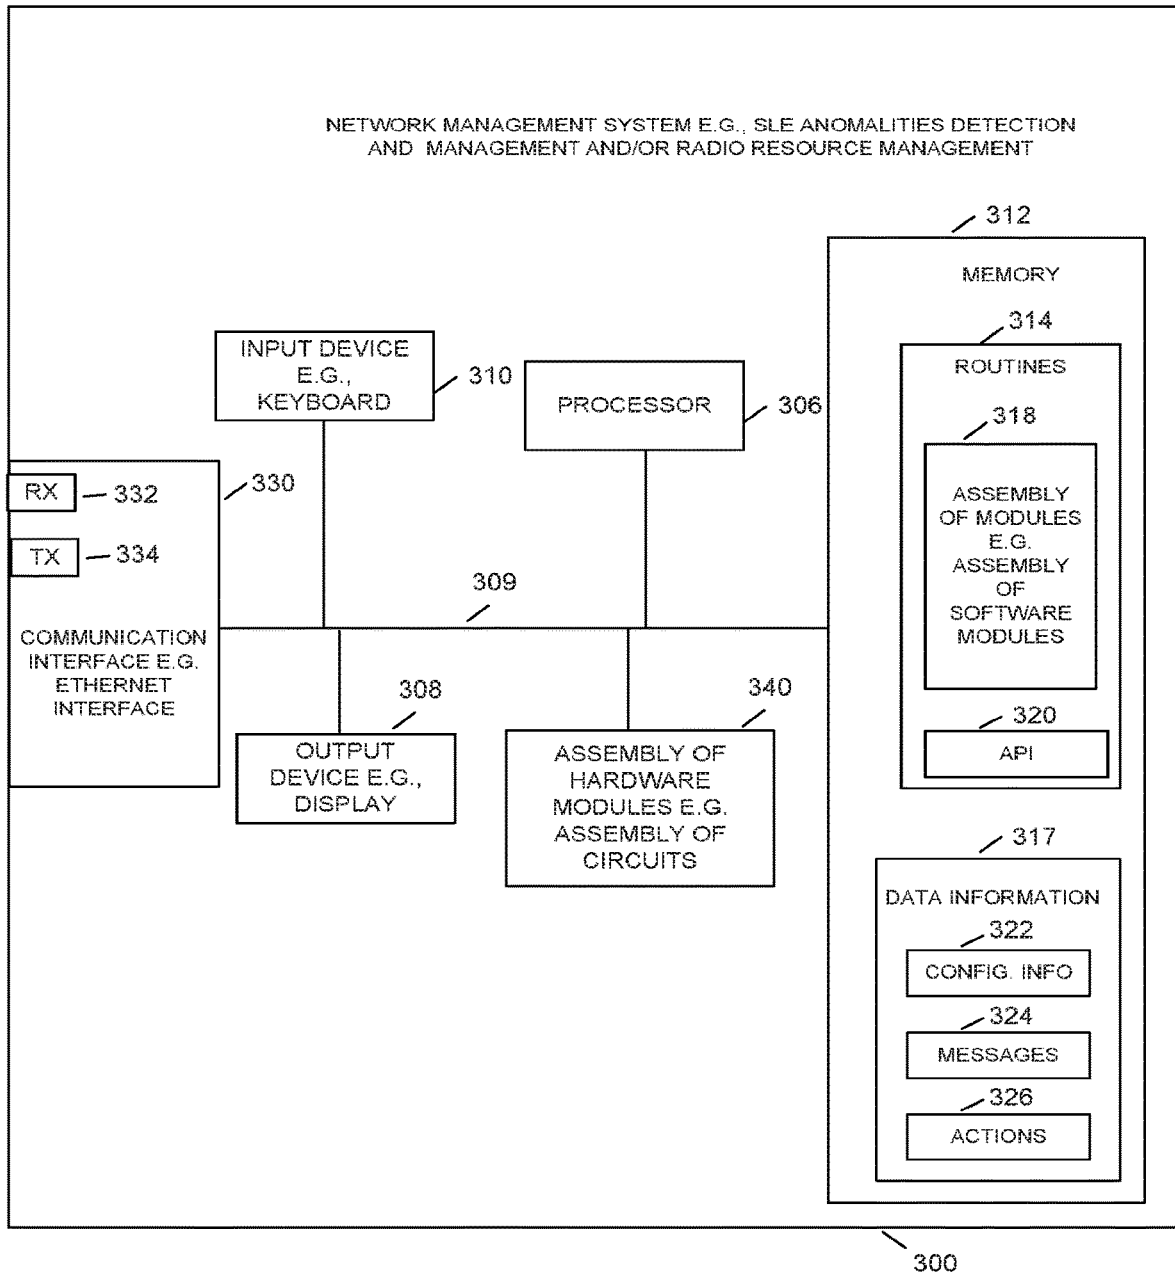 NETWORK MANAGEMENT SYSTEM E.G., SLE ANOMALITIES DETECTION
AND MANAGEMENT AND/OR RADIO RESOURCE MANAGEMENT
312
MEMORY
314
ROUTINES
318
ASSEMBLY
OF MODULES
E.G.
ASSEMBLY
OF
SOFTWARE
MODULES
320
API
317
DATA INFORMATION
322
CONFIG. INFO
324
MESSAGES
326
ACTIONS
INPUT DEVICE
E.G.,
KEYBOARD
310
PROCESSOR
306
RX
332
330
TX
334
COMMUNICATION
INTERFACE E.G.
ETHERNET
INTERFACE
309
308
OUTPUT
DEVICE E.G.,
DISPLAY
340
ASSEMBLY OF
HARDWARE
MODULES E.G.
ASSEMBLY OF
CIRCUITS
300